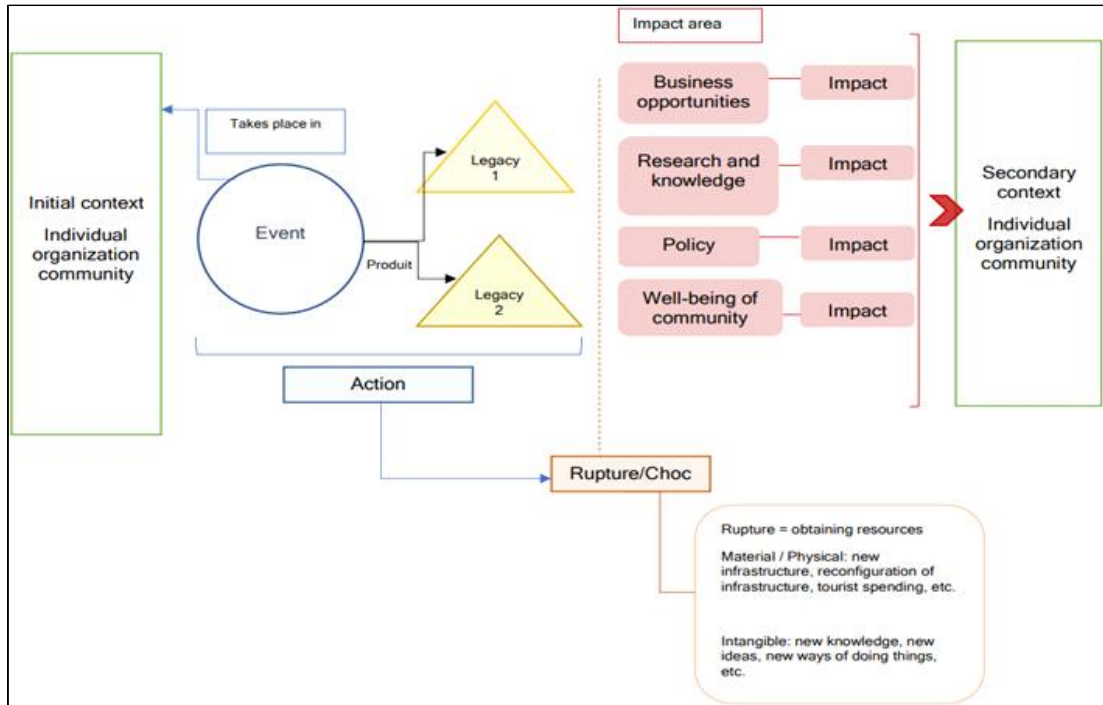 Initial context
Individual
organization
community
Takes place in
Event
Produit
Legacy
1
Legacy
2
Action
Impact area
Business
opportunities
Impact
Research and
knowledge
Impact
Policy
Impact
Well-being of
community
Impact
Secondary
context
Individual
organization
community
Rupture/Choc
Rupture = obtaining resources
Material / Physical: new
infrastructure, reconfiguration of
infrastructure, tourist spending, etc.
Intangible: new knowledge, new
ideas, new ways of doing things,
etc.